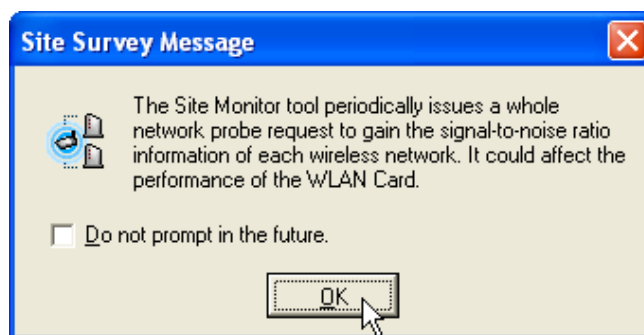 Site Survey Message
The Site Monitor tool periodically issues a whole
network probe request to gain the signal-to-noise ratio
information of each wireless network. It could affect the
performance of the WLAN Card.
Do not prompt in the future.
OK